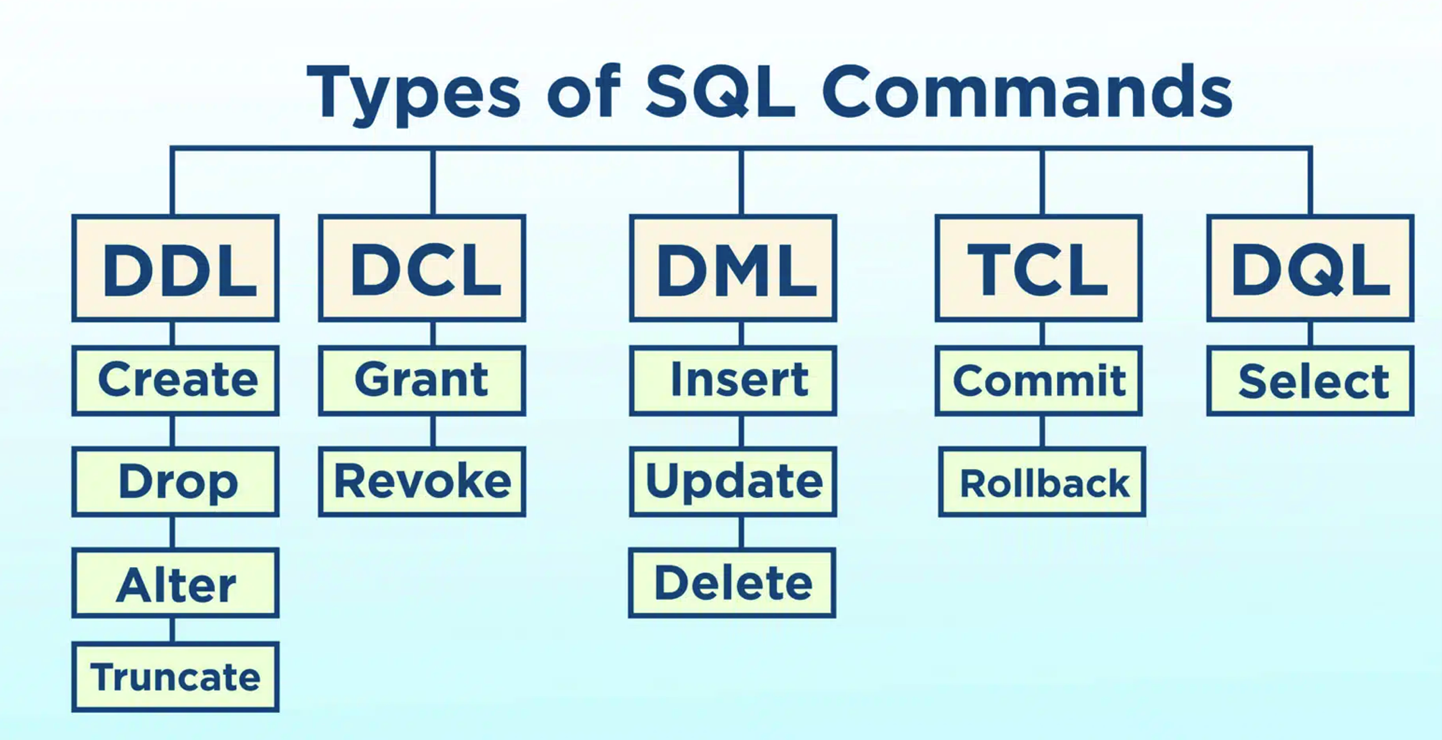 Types of SQL Commands
DDL
DCL
DML
TCL
DQL
Create
Grant
Insert
Commit
Select
Drop
Revoke
Update
Rollback
Alter
Delete
Truncate